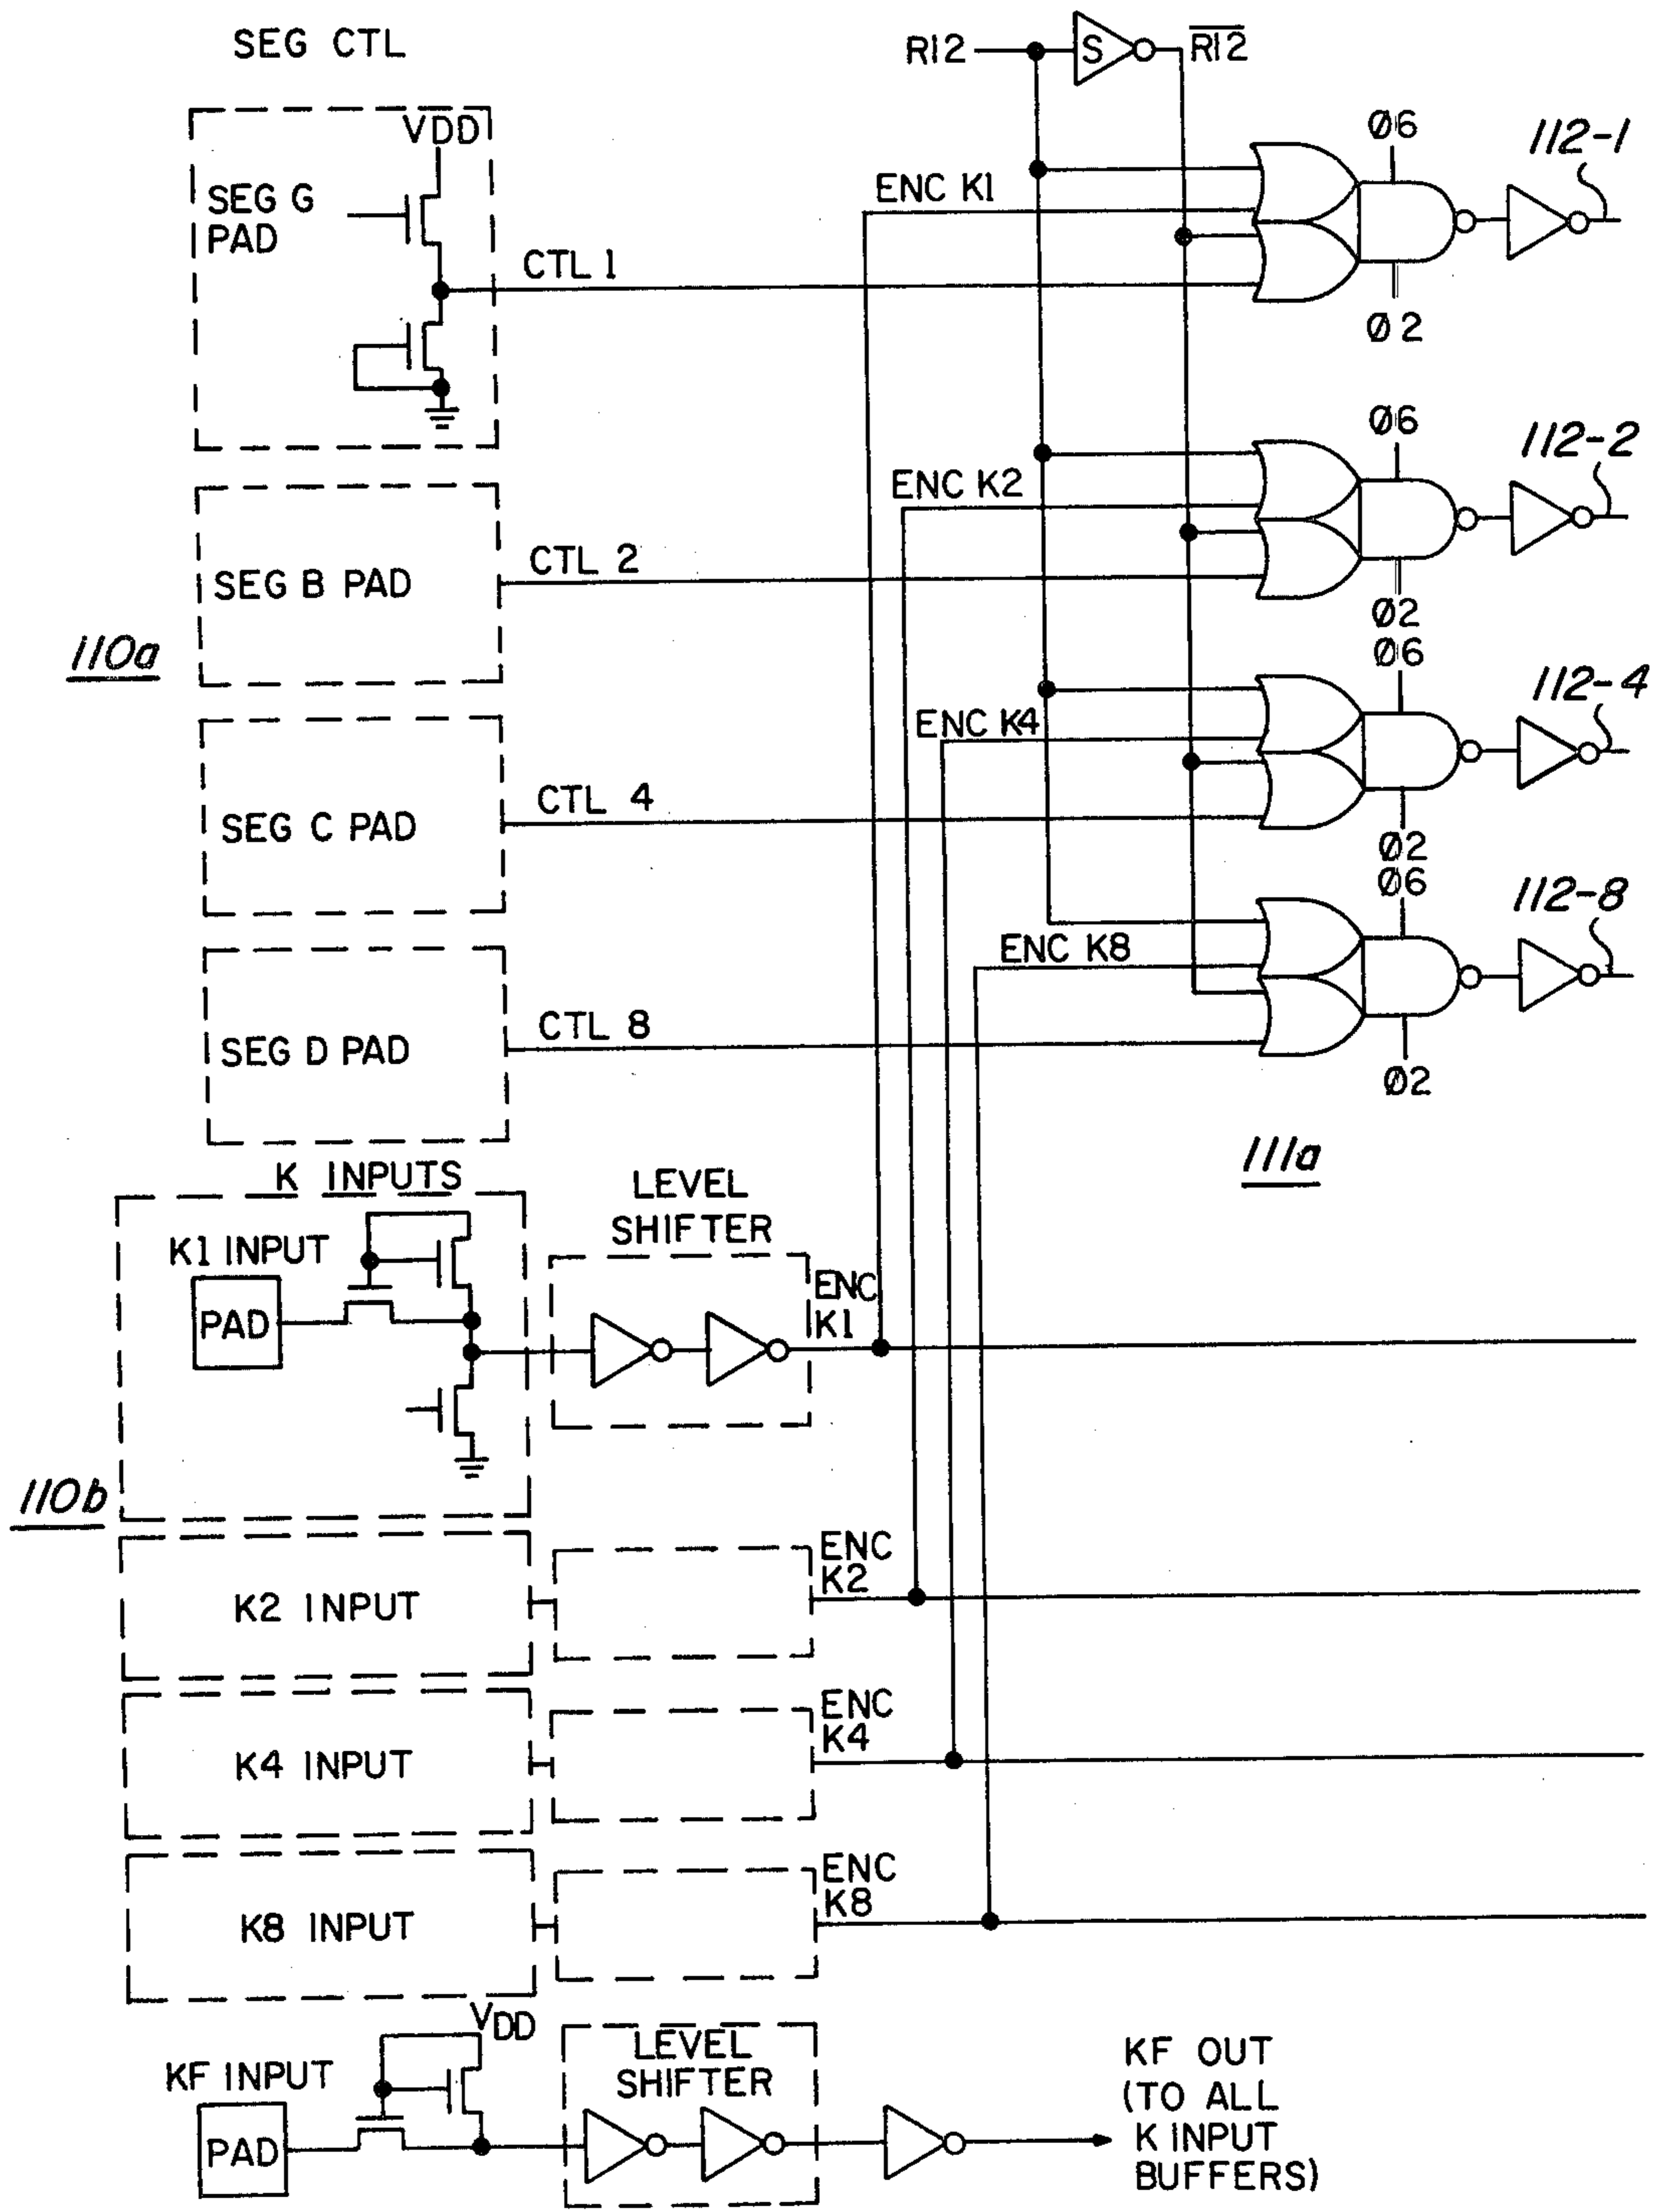 SEG CTL
RI2
S
R̅I̅2̅
VDD
SEG G
PAD
CTL 1
ENC K1
Ø6
112-1
Ø2
SEG B PAD
CTL 2
ENC K2
Ø6
112-2
Ø2
110a
SEG C PAD
CTL 4
ENC K4
Ø6
112-4
Ø2
SEG D PAD
CTL 8
ENC K8
Ø6
112-8
Ø2
111a
K INPUTS
LEVEL
SHIFTER
K1 INPUT
PAD
ENC
K1
110b
K2 INPUT
ENC
K2
K4 INPUT
ENC
K4
K8 INPUT
ENC
K8
VDD
KF INPUT
PAD
LEVEL
SHIFTER
KF OUT
(TO ALL
K INPUT
BUFFERS)